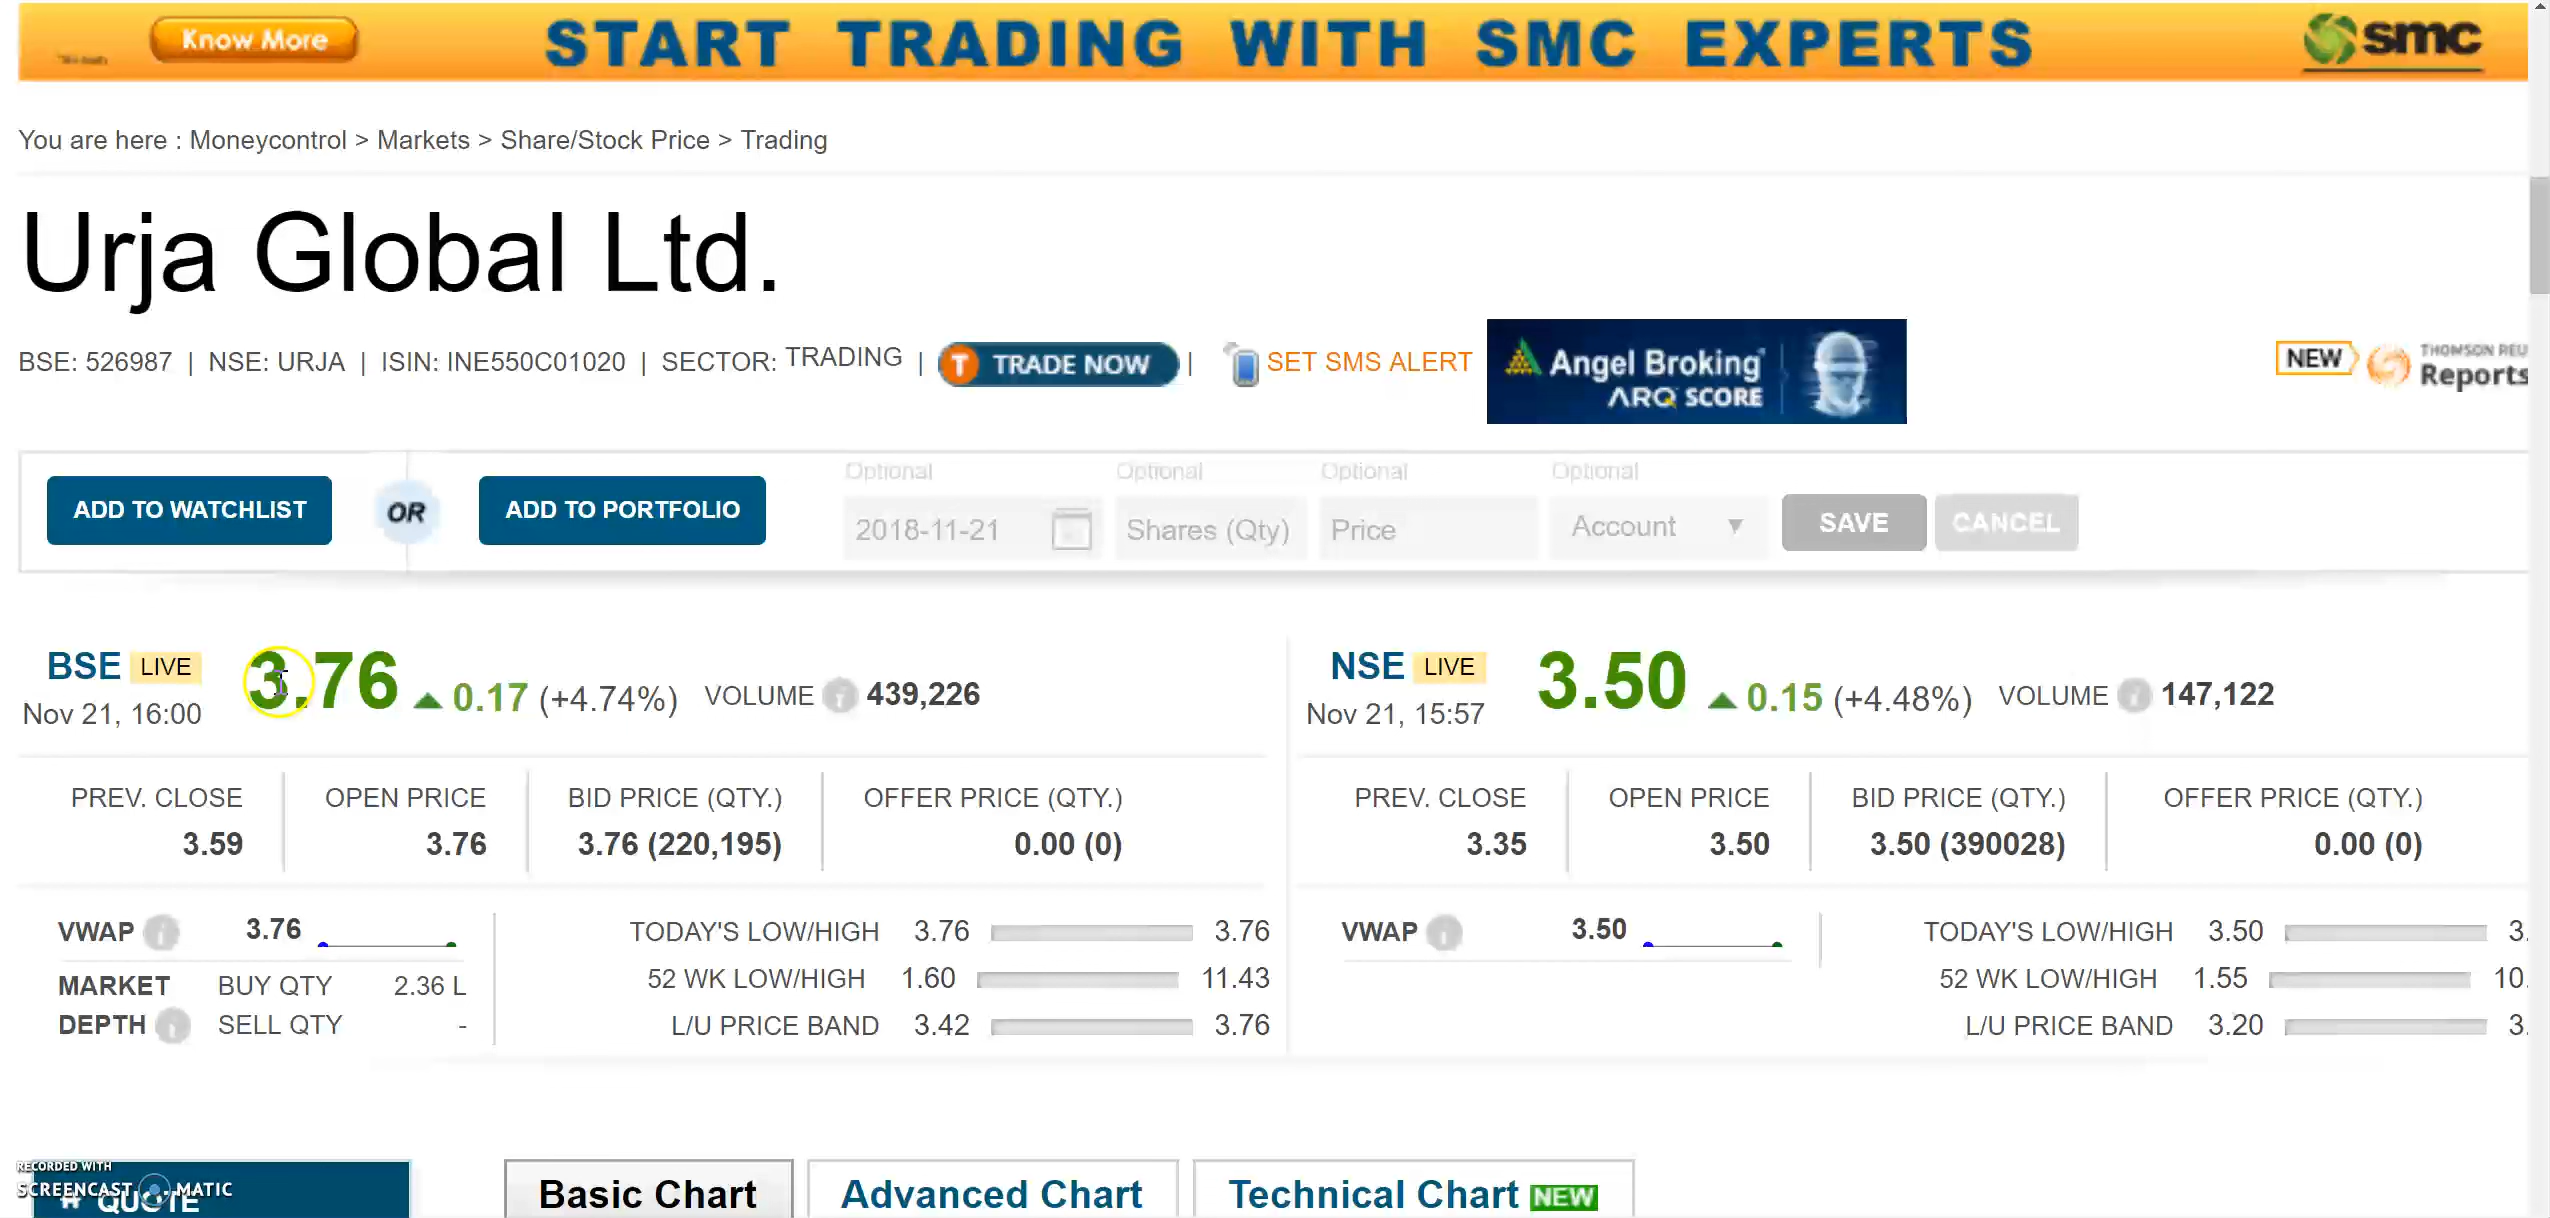 Know More
START TRADING WITH SMC EXPERTS
smc
You are here : Moneycontrol > Markets > Share/Stock Price > Trading
Urja Global Ltd.
BSE: 526987 | NSE: URJA | ISIN: INE550C01020 | SECTOR: TRADING | T TRADE NOW | SET SMS ALERT
Angel Broking
ARQ SCORE
NEW
THOMSON REU
Reports
ADD TO WATCHLIST OR ADD TO PORTFOLIO
Optional Optional Optional Optional
2018-11-21 Shares (Qty) Price Account ▼ SAVE CANCEL
BSE LIVE 3.76 ▲ 0.17 (+4.74%) VOLUME i 439,226
Nov 21, 16:00
NSE LIVE 3.50 ▲ 0.15 (+4.48%) VOLUME i 147,122
Nov 21, 15:57
PREV. CLOSE OPEN PRICE BID PRICE (QTY.) OFFER PRICE (QTY.)
3.59 3.76 3.76 (220,195) 0.00 (0)
PREV. CLOSE OPEN PRICE BID PRICE (QTY.) OFFER PRICE (QTY.)
3.35 3.50 3.50 (390028) 0.00 (0)
VWAP i 3.76
MARKET BUY QTY 2.36 L
DEPTH i SELL QTY -
TODAY'S LOW/HIGH 3.76 3.76
52 WK LOW/HIGH 1.60 11.43
L/U PRICE BAND 3.42 3.76
VWAP i 3.50
TODAY'S LOW/HIGH 3.50 3.
52 WK LOW/HIGH 1.55 10.
L/U PRICE BAND 3.20 3.
RECORDED WITH
SCREENCAST MATIC
# QUOTE
Basic Chart Advanced Chart Technical Chart NEW